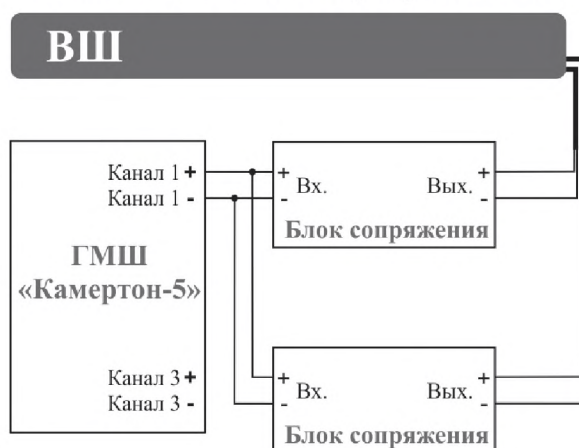 ВШ
Канал 1 +
Канал 1 -
ГМШ
«Камертон-5»
Канал 3 +
Канал 3 -
+ Вх. Вых. +
- -
Блок сопряжения
+ Вх. Вых. +
- -
Блок сопряжения